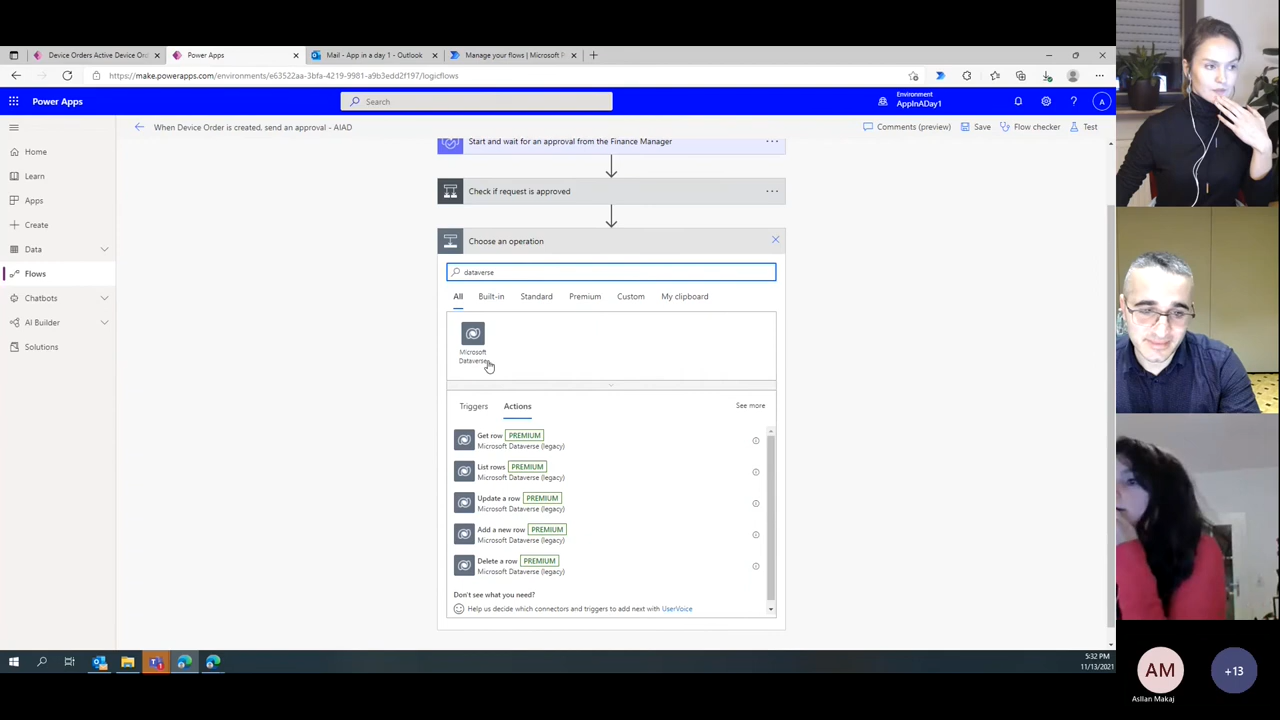 Device Orders Active Device Or
Power Apps
Mail - App in a day 1 - Outlook
Manage your flows | Microsoft P
https://make.powerapps.com/environments/e63522aa-3bfa-4219-9981-a9b3edd2f197/logicflows
Power Apps
Search
Environment
AppInADay1
A
When Device Order is created, send an approval - AIAD
Comments (preview)
Save
Flow checker
Test
Home
Learn
Apps
Create
Data
Flows
Chatbots
AI Builder
Solutions
Start and wait for an approval from the Finance Manager
Check if request is approved
Choose an operation
dataverse
All Built-in Standard Premium Custom My clipboard
Microsoft
Dataverse
Triggers Actions See more
Get row PREMIUM
Microsoft Dataverse (legacy)
List rows PREMIUM
Microsoft Dataverse (legacy)
Update a row PREMIUM
Microsoft Dataverse (legacy)
Add a new row PREMIUM
Microsoft Dataverse (legacy)
Delete a row PREMIUM
Microsoft Dataverse (legacy)
Don't see what you need?
Help us decide which connectors and triggers to add next with UserVoice
5:32 PM
11/13/2021
AM
Asllan Makaj
+13